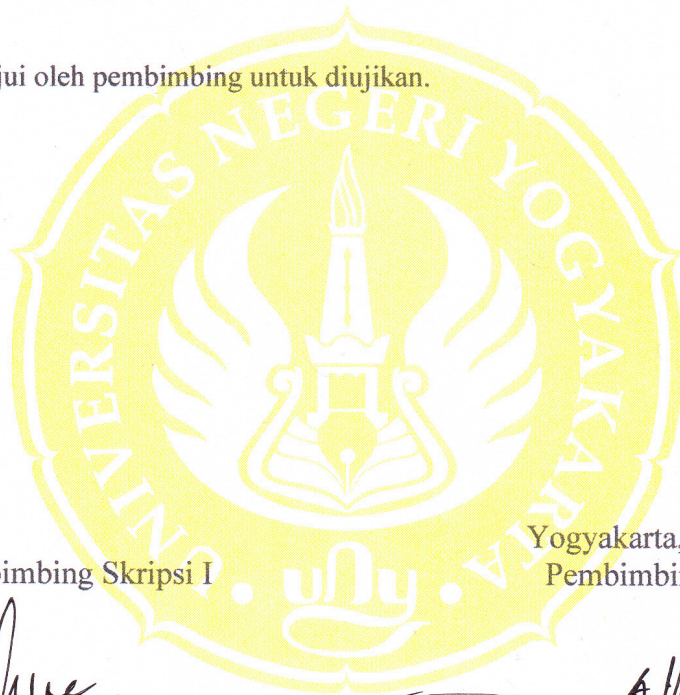 jui oleh pembimbing untuk diujikan.
UNIVERSITAS NEGERI YOGYAKARTA
Yogyakarta,
bimbing Skripsi I Pembimbi
uny